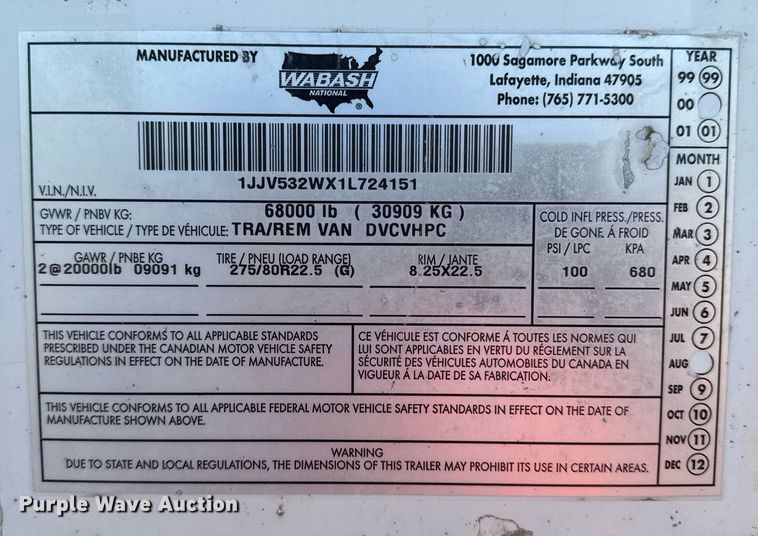 MANUFACTURED BY
WABASH
NATIONAL ®
1000 Sagamore Parkway South
Lafayette, Indiana 47905
Phone: (765) 771-5300
YEAR
99 99
00
01 01
1JJV532WX1L724151
V.I.N./N.I.V.
MONTH
JAN 1
FEB 2
MAR 3
APR 4
MAY 5
JUN 6
JUL 7
AUG
SEP 9
OCT 10
NOV 11
DEC 12
GVWR / PNBV KG: 68000 lb ( 30909 KG )
TYPE OF VEHICLE / TYPE DE VÉHICULE: TRA/REM VAN DVCVHPC
COLD INFL PRESS./PRESS.
DE GONE Á FROID
PSI / LPC KPA
100 680
GAWR / PNBE KG TIRE / PNEU (LOAD RANGE) RIM / JANTE
2@20000lb 09091 kg 275/80R22.5 (G) 8.25X22.5
THIS VEHICLE CONFORMS TO ALL APPLICABLE STANDARDS
PRESCRIBED UNDER THE CANADIAN MOTOR VEHICLE SAFETY
REGULATIONS IN EFFECT ON THE DATE OF MANUFACTURE.
CE VÉHICULE EST CONFORME Á TOUTES LES NORMES QUI
LUI SONT APPLICABLES EN VERTU DU RÉGLEMENT SUR LA
SÉCURITÉ DES VÉHICULES AUTOMOBILES DU CANADA EN
VIGUEUR Á LA DATE DE SA FABRICATION.
THIS VEHICLE CONFORMS TO ALL APPLICABLE FEDERAL MOTOR VEHICLE SAFETY STANDARDS IN EFFECT ON THE DATE OF
MANUFACTURE SHOWN ABOVE.
WARNING
DUE TO STATE AND LOCAL REGULATIONS, THE DIMENSIONS OF THIS TRAILER MAY PROHIBIT ITS USE IN CERTAIN AREAS.
Purple Wave Auction